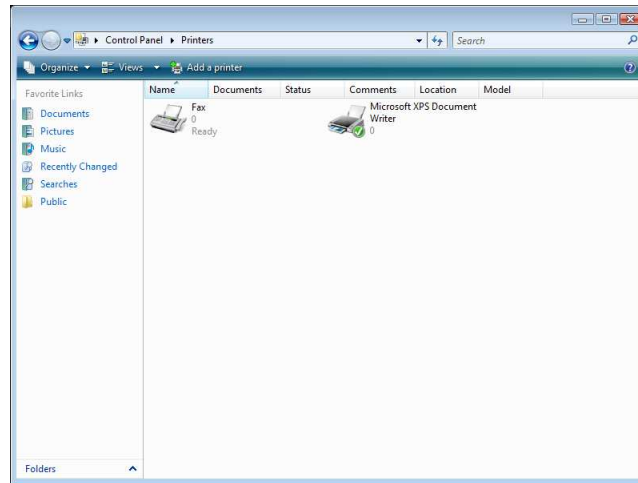 Control Panel ▸ Printers
Search
Organize Views Add a printer
Favorite Links
Documents
Pictures
Music
Recently Changed
Searches
Public
Folders
Name Documents Status Comments Location Model
Fax
0
Ready
Microsoft XPS Document
Writer
0